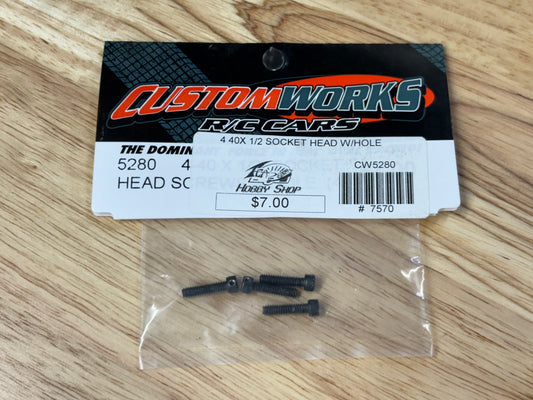 CUSTOMWORKS
R/C CARS
THE DOMIN
4 40X 1/2 SOCKET HEAD W/HOLE
5280 4
HEAD SC
HOBBY SHOP
$7.00
CW5280
# 7570